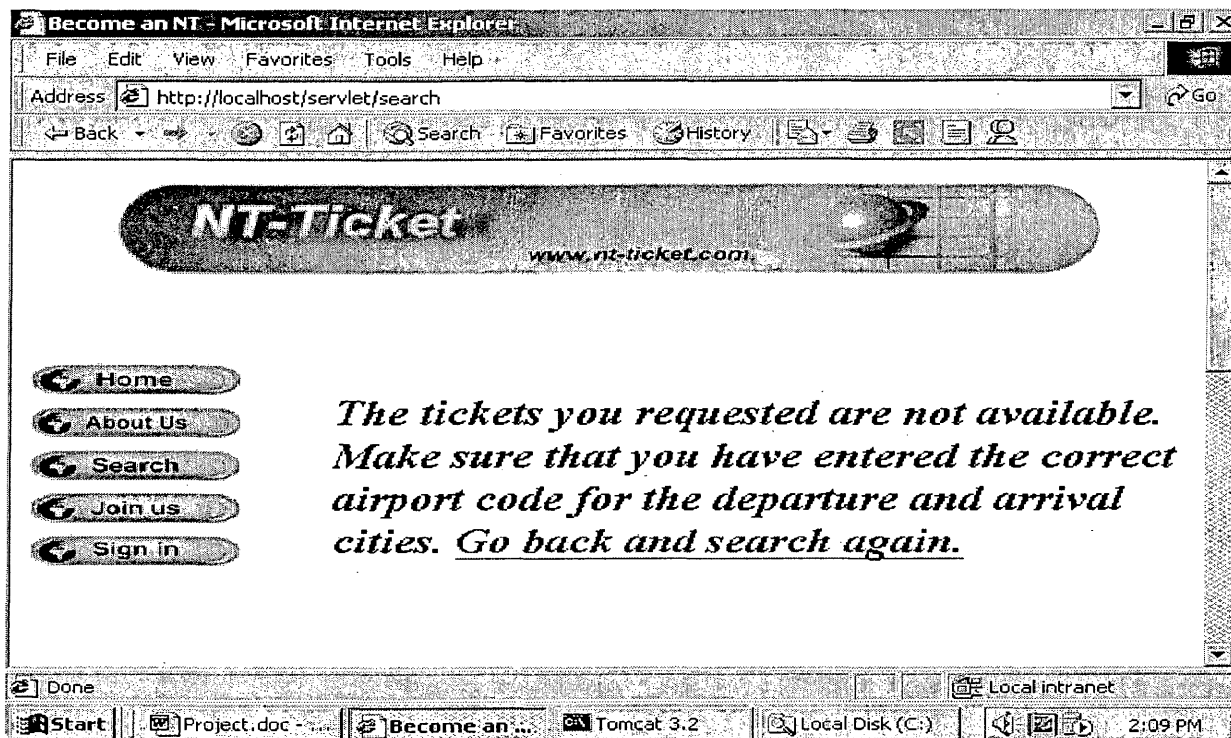 Become an NT - Microsoft Internet Explorer
File Edit View Favorites Tools Help
Address http://localhost/servlet/search Go
Back Search Favorites History
NT-Ticket
www.nt-ticket.com
Home
About Us
Search
Join us
Sign in
The tickets you requested are not available.
Make sure that you have entered the correct
airport code for the departure and arrival
cities. Go back and search again.
Done Local intranet
Start Project.doc - ... Become an ... Tomcat 3.2 Local Disk (C:) 2:09 PM